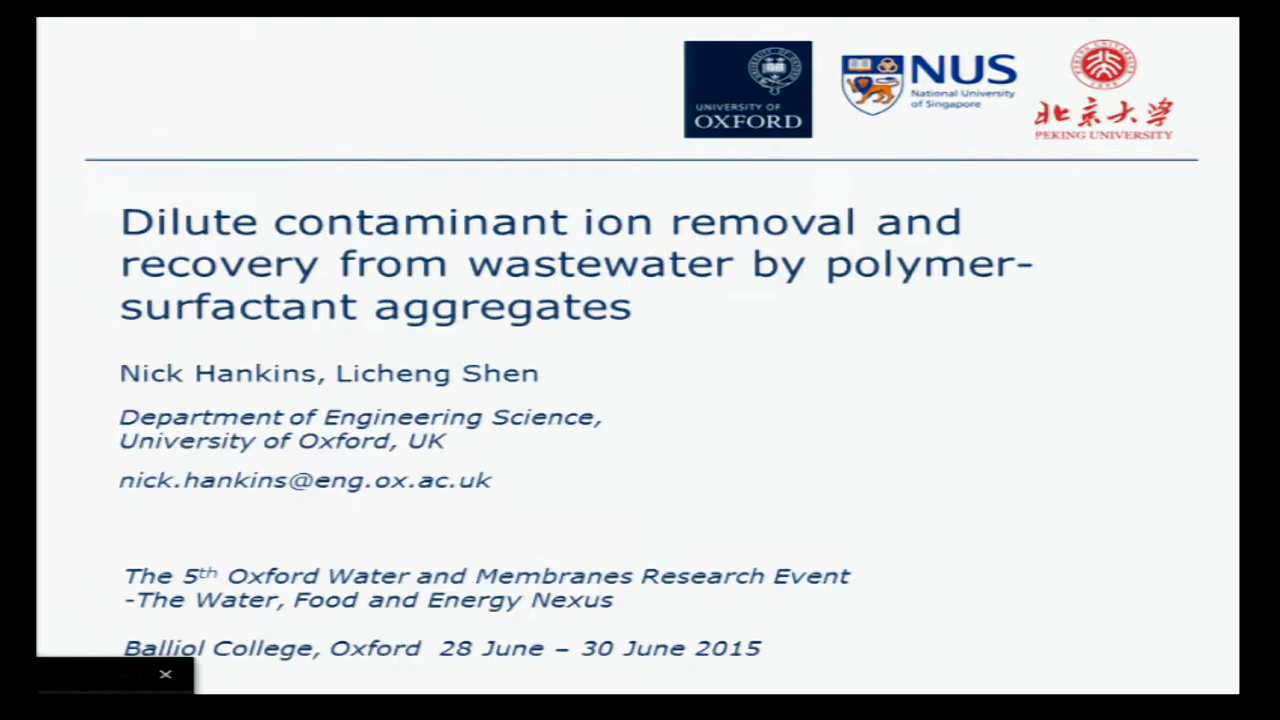 UNIVERSITY OF
OXFORD
NUS
National University
of Singapore
北京大学
PEKING UNIVERSITY
Dilute contaminant ion removal and
recovery from wastewater by polymer-
surfactant aggregates
Nick Hankins, Licheng Shen
Department of Engineering Science,
University of Oxford, UK
nick.hankins@eng.ox.ac.uk
The 5th Oxford Water and Membranes Research Event
-The Water, Food and Energy Nexus
Balliol College, Oxford 28 June – 30 June 2015